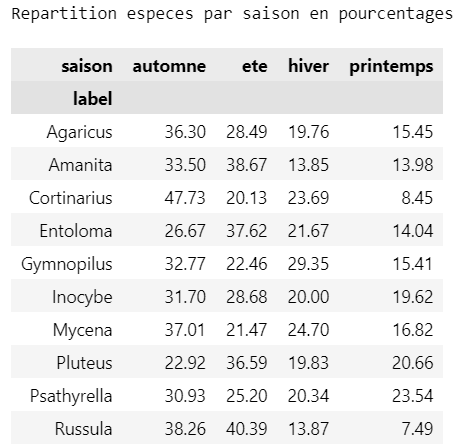 Repartition especes par saison en pourcentages
saison automne ete hiver printemps
label
Agaricus 36.30 28.49 19.76 15.45
Amanita 33.50 38.67 13.85 13.98
Cortinarius 47.73 20.13 23.69 8.45
Entoloma 26.67 37.62 21.67 14.04
Gymnopilus 32.77 22.46 29.35 15.41
Inocybe 31.70 28.68 20.00 19.62
Mycena 37.01 21.47 24.70 16.82
Pluteus 22.92 36.59 19.83 20.66
Psathyrella 30.93 25.20 20.34 23.54
Russula 38.26 40.39 13.87 7.49